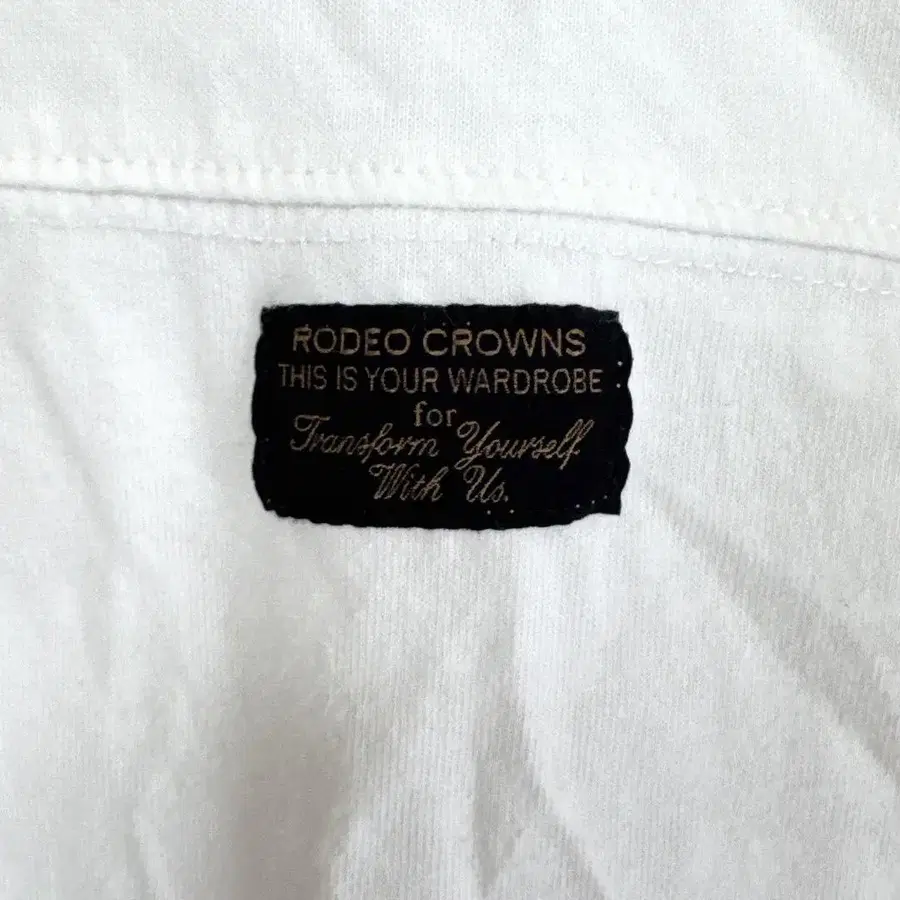 RODEO CROWNS
THIS IS YOUR WARDROBE
for
Transform Yourself
With Us.